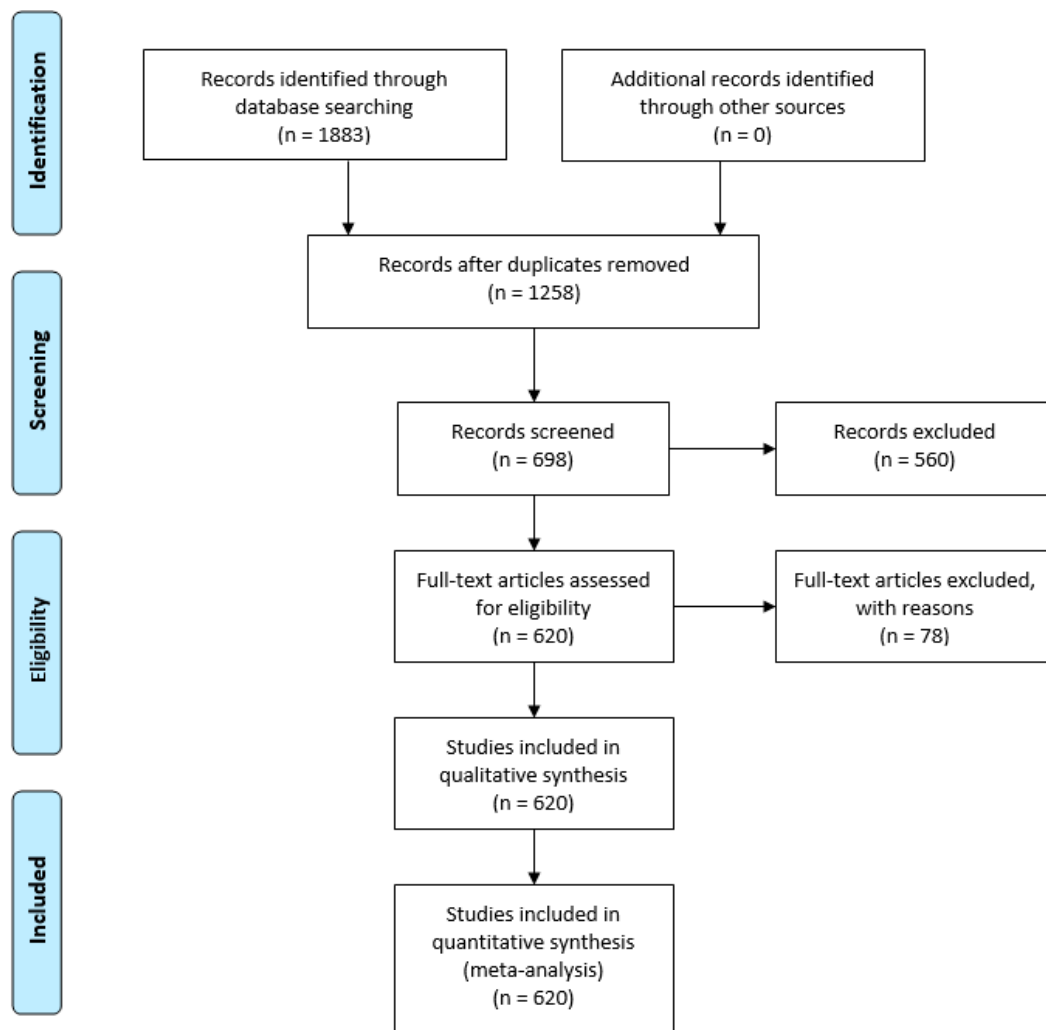 Identification
Records identified through
database searching
(n = 1883)
Additional records identified
through other sources
(n = 0)
Records after duplicates removed
(n = 1258)
Screening
Records screened
(n = 698)
Records excluded
(n = 560)
Eligibility
Full-text articles assessed
for eligibility
(n = 620)
Full-text articles excluded,
with reasons
(n = 78)
Studies included in
qualitative synthesis
(n = 620)
Included
Studies included in
quantitative synthesis
(meta-analysis)
(n = 620)